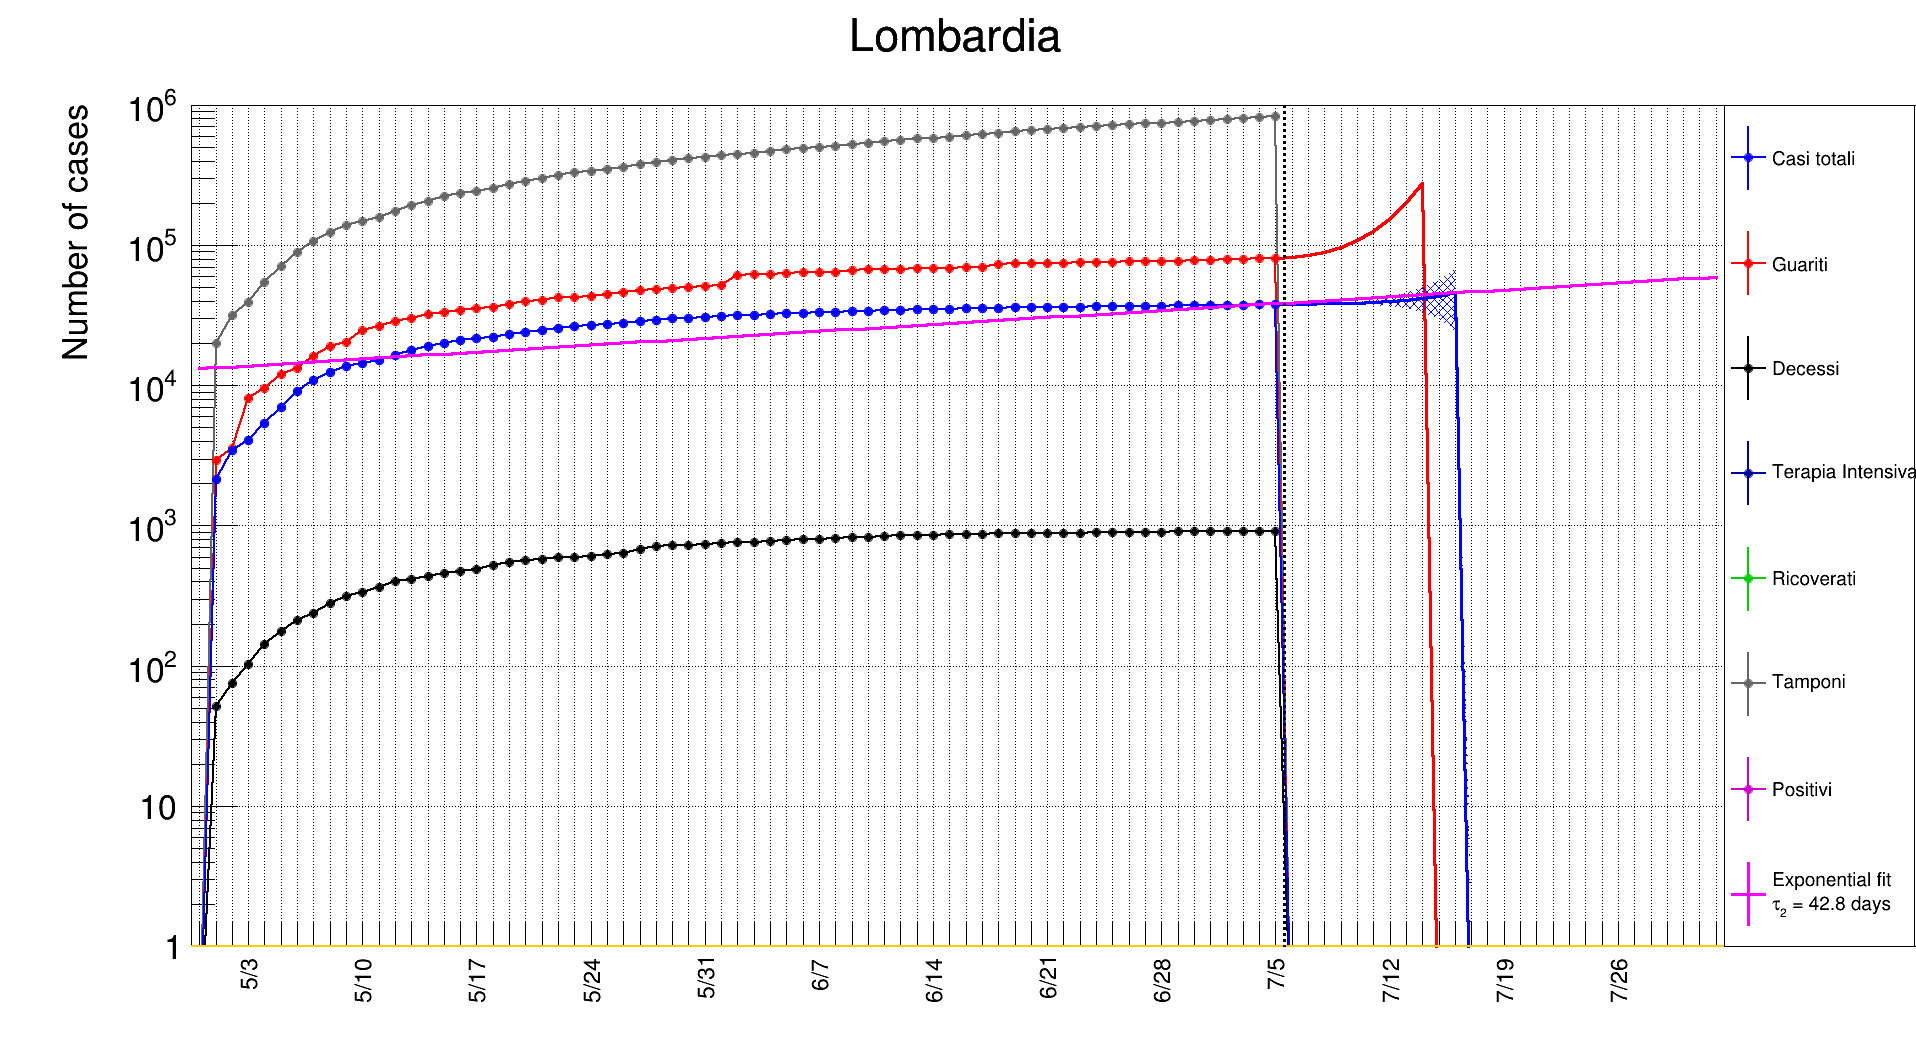 Lombardia
Number of cases
10^6
10^5
10^4
10^3
10^2
10
1
5/3 5/10 5/17 5/24 5/31 6/7 6/14 6/21 6/28 7/5 7/12 7/19 7/26
Casi totali
Guariti
Decessi
Terapia Intensiva
Ricoverati
Tamponi
Positivi
Exponential fit
τ_2 = 42.8 days